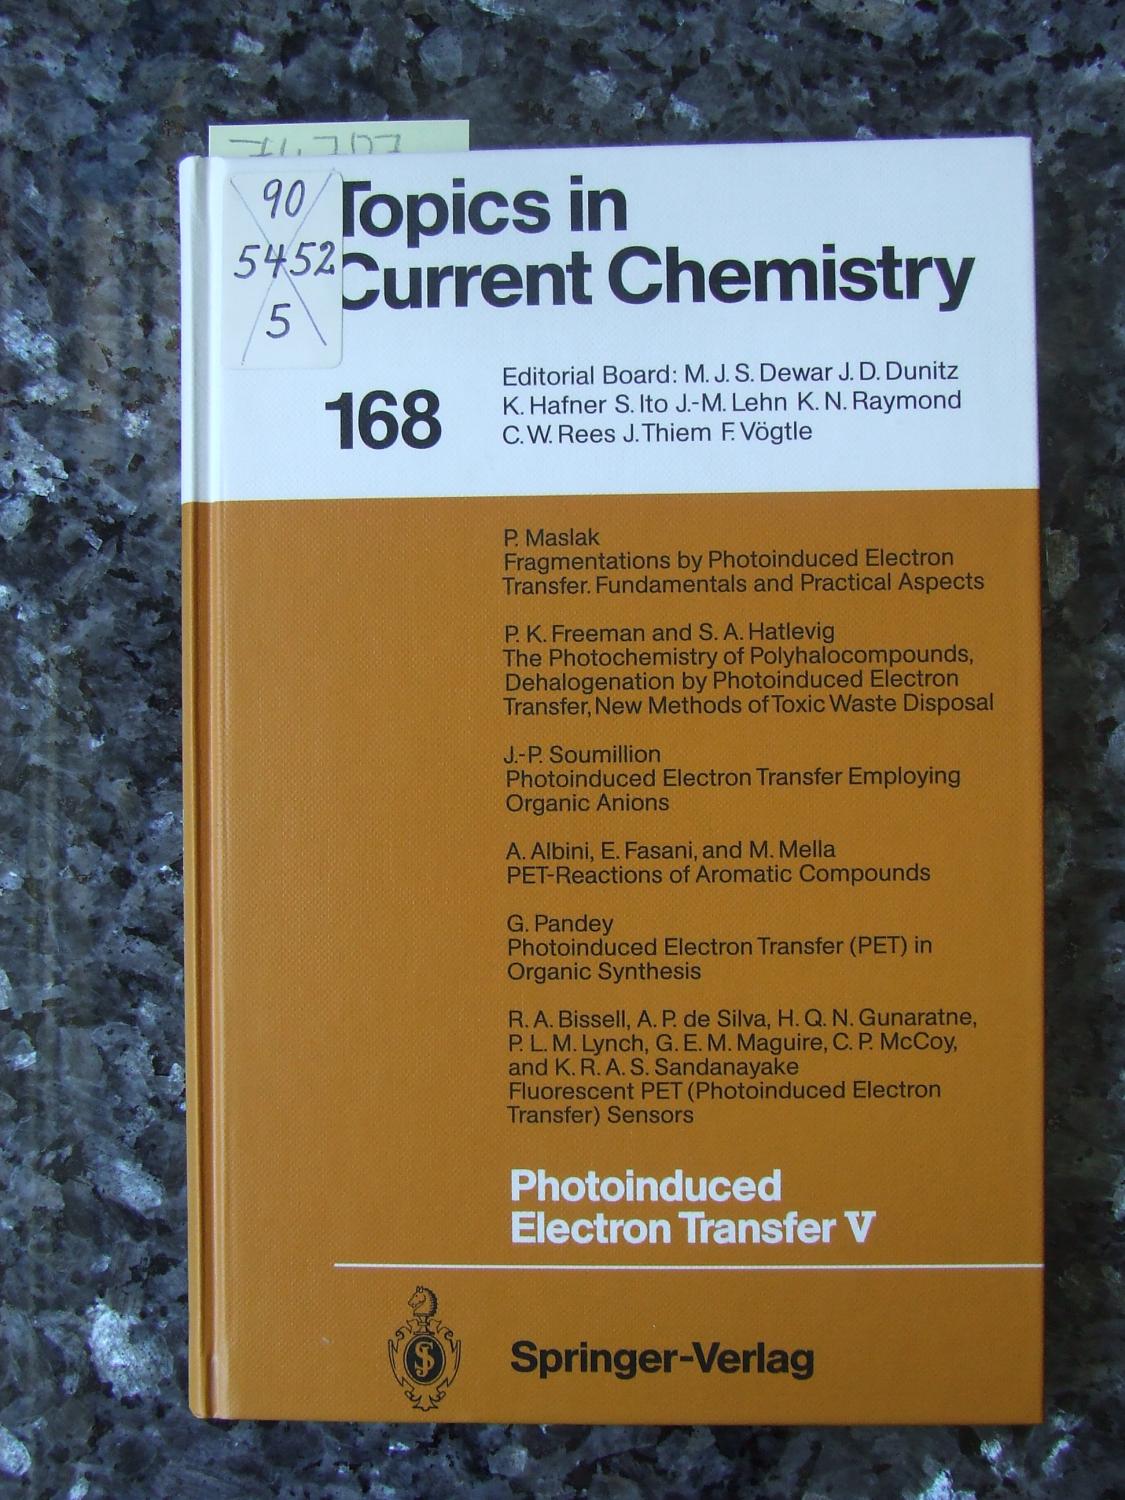 90
5452
5
Topics in
Current Chemistry
168
Editorial Board: M. J. S. Dewar J. D. Dunitz
K. Hafner S. Ito J.-M. Lehn K. N. Raymond
C. W. Rees J. Thiem F. Vögtle
P. Maslak
Fragmentations by Photoinduced Electron
Transfer. Fundamentals and Practical Aspects
P. K. Freeman and S. A. Hatlevig
The Photochemistry of Polyhalocompounds,
Dehalogenation by Photoinduced Electron
Transfer, New Methods of Toxic Waste Disposal
J.-P. Soumillion
Photoinduced Electron Transfer Employing
Organic Anions
A. Albini, E. Fasani, and M. Mella
PET-Reactions of Aromatic Compounds
G. Pandey
Photoinduced Electron Transfer (PET) in
Organic Synthesis
R. A. Bissell, A. P. de Silva, H. Q. N. Gunaratne,
P. L. M. Lynch, G. E. M. Maguire, C. P. McCoy,
and K. R. A. S. Sandanayake
Fluorescent PET (Photoinduced Electron
Transfer) Sensors
Photoinduced
Electron Transfer V
Springer-Verlag